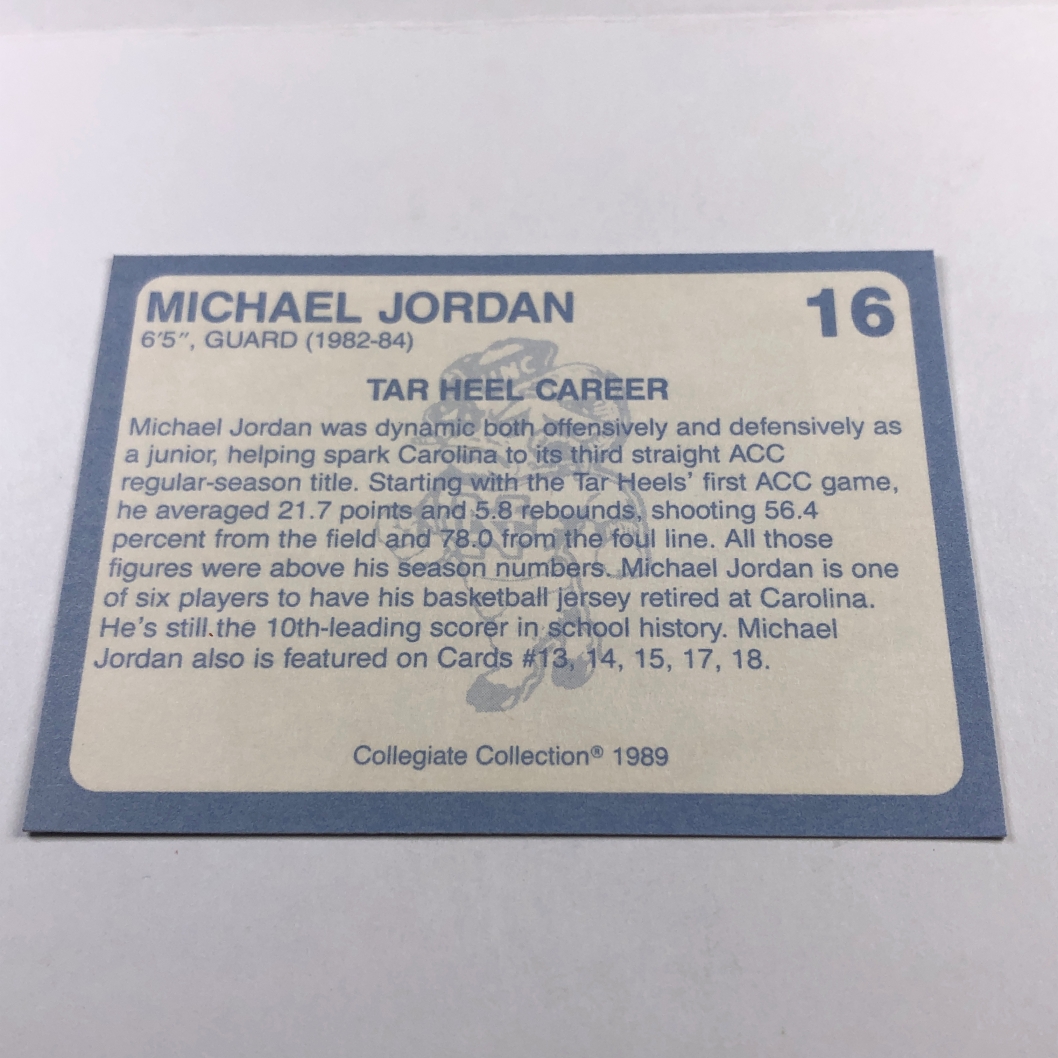 MICHAEL JORDAN 16
6'5", GUARD (1982-84)
UNC
TAR HEEL CAREER
Michael Jordan was dynamic both offensively and defensively as
a junior, helping spark Carolina to its third straight ACC
regular-season title. Starting with the Tar Heels' first ACC game,
he averaged 21.7 points and 5.8 rebounds, shooting 56.4
percent from the field and 78.0 from the foul line. All those
figures were above his season numbers. Michael Jordan is one
of six players to have his basketball jersey retired at Carolina.
He's still the 10th-leading scorer in school history. Michael
Jordan also is featured on Cards #13, 14, 15, 17, 18.
Collegiate Collection® 1989